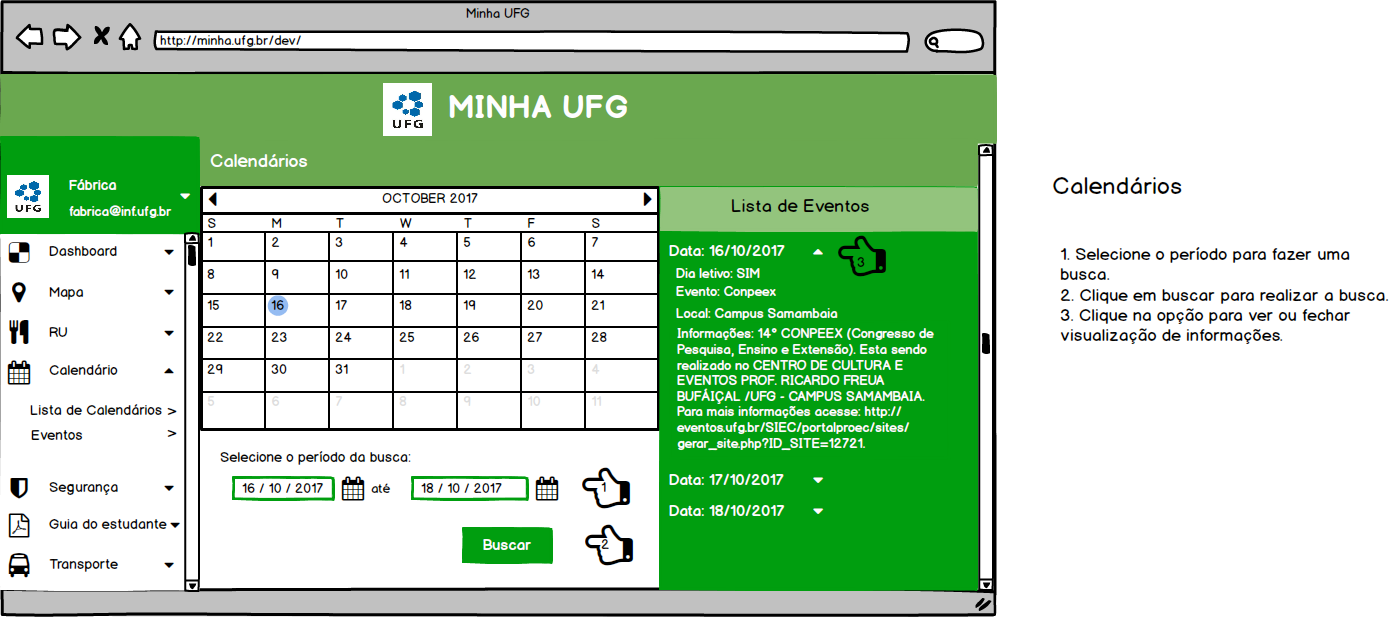 Minha UFG
http://minha.ufg.br/dev/
UFG
MINHA UFG
UFG
Fábrica
fabrica@inf.ufg.br
Dashboard
Mapa
RU
Calendário
Lista de Calendários >
Eventos >
Segurança
Guia do estudante
Transporte
Calendários
OCTOBER 2017
S M T W T F S
1 2 3 4 5 6 7
8 9 10 11 12 13 14
15 16 17 18 19 20 21
22 23 24 25 26 27 28
29 30 31 1 2 3 4
5 6 7 8 9 10 11
Selecione o período da busca:
16 / 10 / 2017 até 18 / 10 / 2017
1
Buscar
2
Lista de Eventos
Data: 16/10/2017
3
Dia letivo: SIM
Evento: Conpeex
Local: Campus Samambaia
Informações: 14° CONPEEX (Congresso de
Pesquisa, Ensino e Extensão). Esta sendo
realizado no CENTRO DE CULTURA E
EVENTOS PROF. RICARDO FREUA
BUFÁIÇAL /UFG - CAMPUS SAMAMBAIA.
Para mais informações acesse: http://
eventos.ufg.br/SIEC/portalproec/sites/
gerar_site.php?ID_SITE=12721.
Data: 17/10/2017
Data: 18/10/2017
Calendários
1. Selecione o período para fazer uma
busca.
2. Clique em buscar para realizar a busca.
3. Clique na opção para ver ou fechar
visualização de informações.